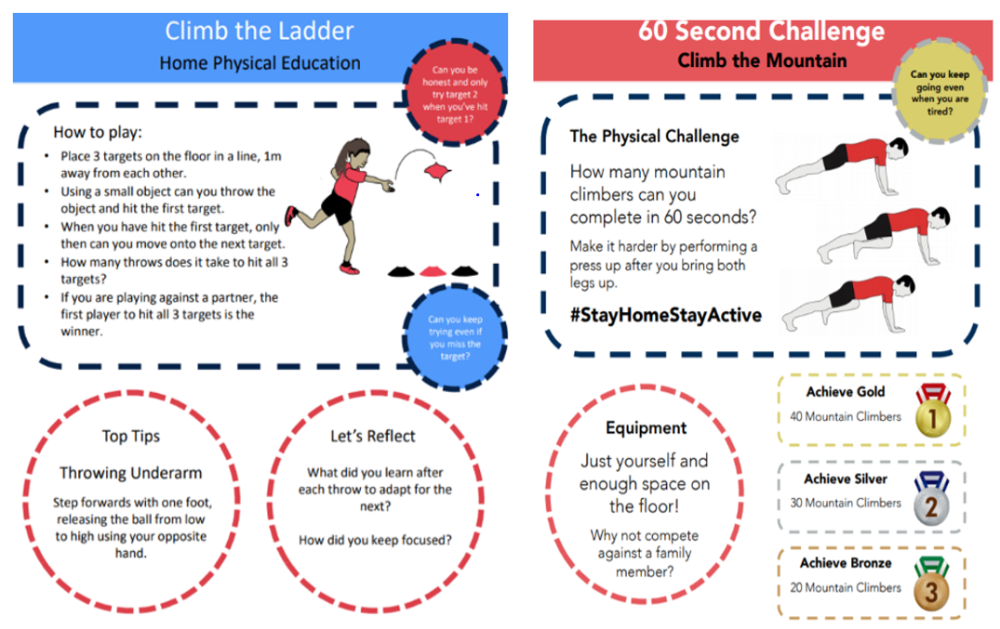 Climb the Ladder
Home Physical Education
Can you be
honest and only
try target 2
when you've hit
target 1?
How to play:
• Place 3 targets on the floor in a line, 1m
away from each other.
• Using a small object can you throw the
object and hit the first target.
• When you have hit the first target, only
then can you move onto the next target.
• How many throws does it take to hit all 3
targets?
• If you are playing against a partner, the
first player to hit all 3 targets is the
winner.
Can you keep
trying even if
you miss the
target?
Top Tips
Throwing Underarm
Step forwards with one foot,
releasing the ball from low
to high using your opposite
hand.
Let's Reflect
What did you learn after
each throw to adapt for the
next?
How did you keep focused?
60 Second Challenge
Climb the Mountain
Can you keep
going even
when you are
tired?
The Physical Challenge
How many mountain
climbers can you
complete in 60 seconds?
Make it harder by performing a
press up after you bring both
legs up.
#StayHomeStayActive
Equipment
Just yourself and
enough space on
the floor!
Why not compete
against a family
member?
Achieve Gold
40 Mountain Climbers
1
Achieve Silver
30 Mountain Climbers
2
Achieve Bronze
20 Mountain Climbers
3